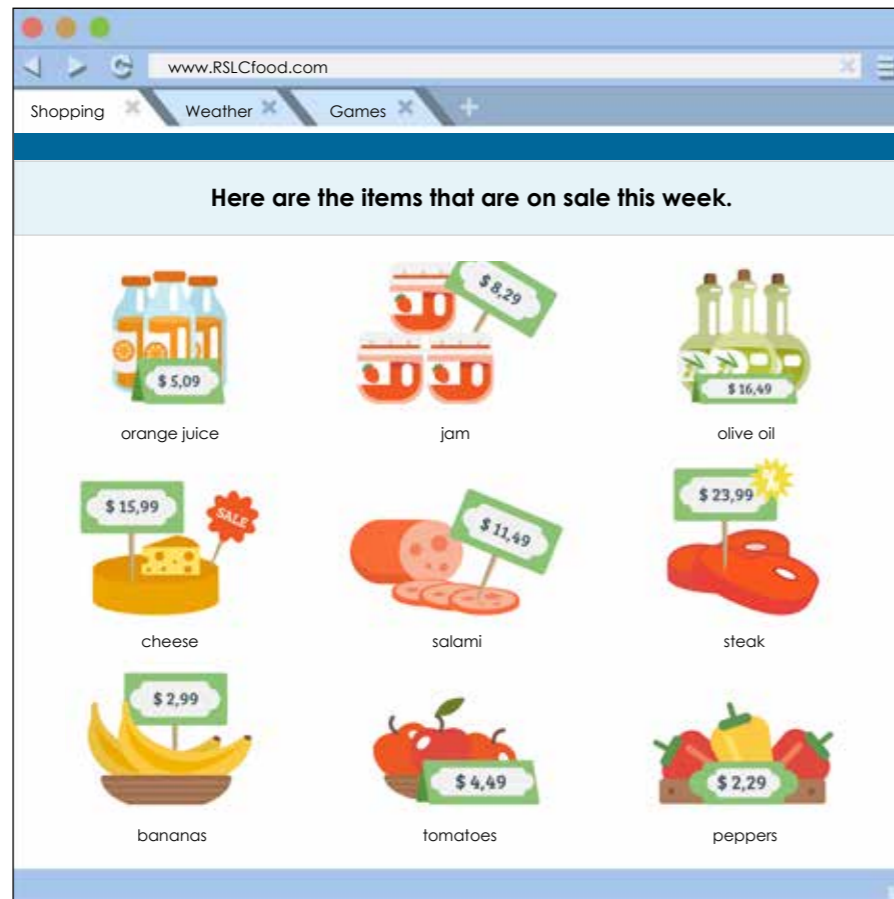 www.RSLCfood.com
Shopping Weather Games
Here are the items that are on sale this week.
$ 5,09
$ 8,29
$ 16,49
orange juice
jam
olive oil
$ 15,99
SALE
$ 11,49
$ 23,99
%
cheese
salami
steak
$ 2,99
$ 4,49
$ 2,29
bananas
tomatoes
peppers